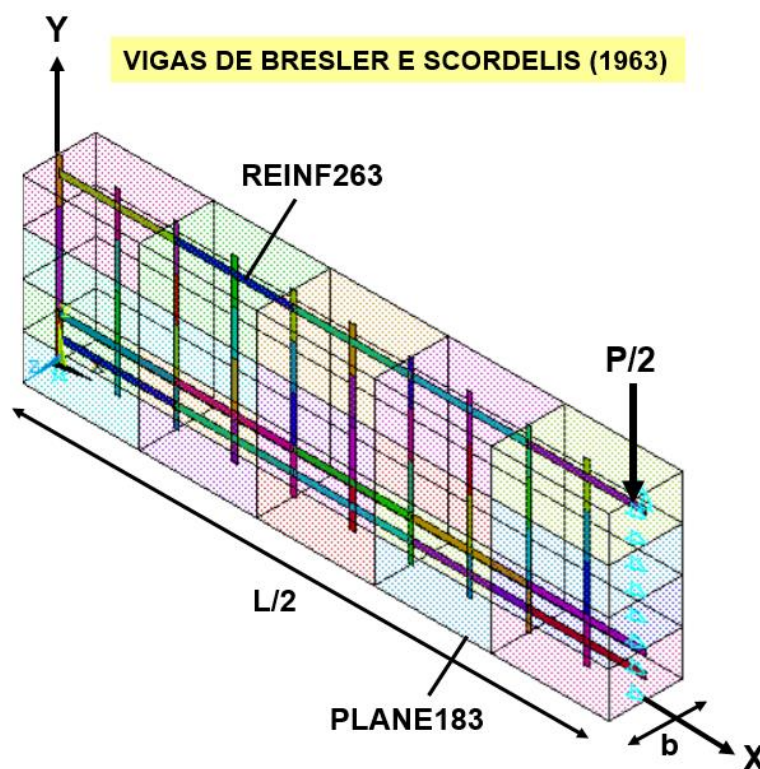 Y
VIGAS DE BRESLER E SCORDELIS (1963)
REINF263
P/2
L/2
PLANE183
b
X